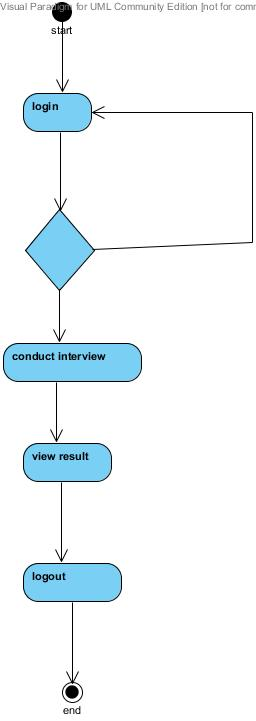 Visual Paradigm for UML Community Edition [not for comm
start
login
conduct interview
view result
logout
end